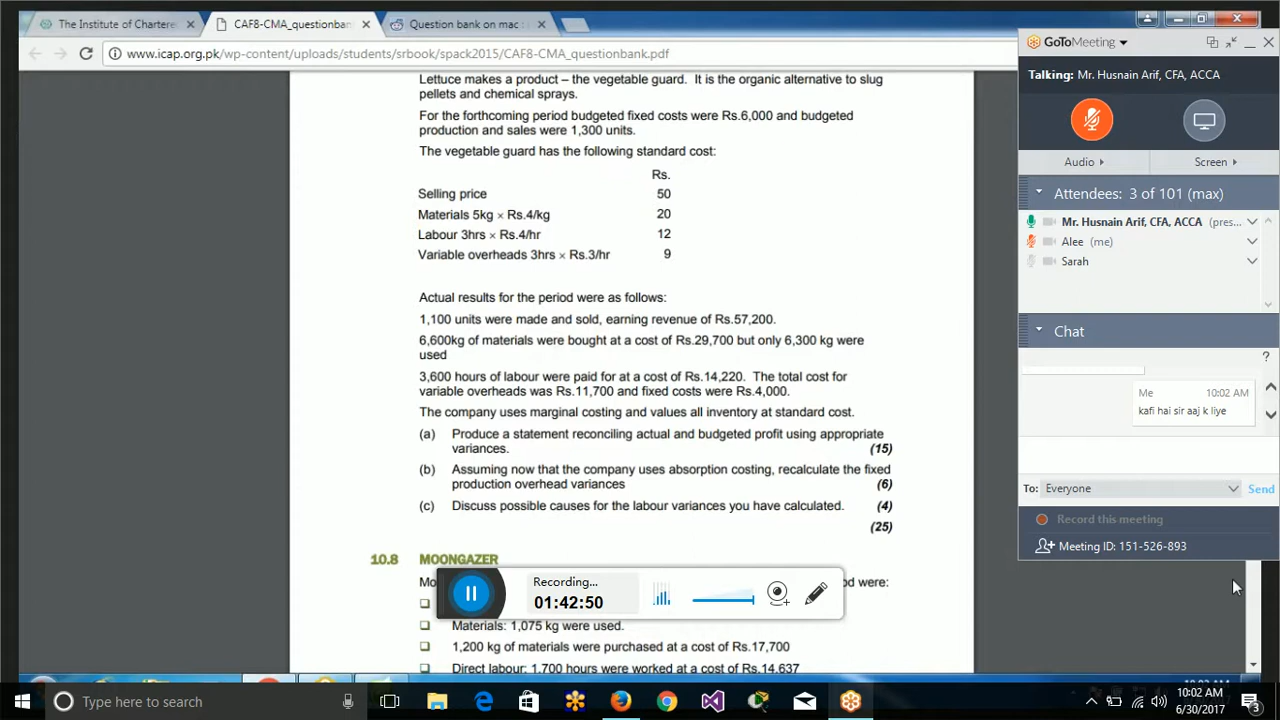 The Institute of Charter
CAF8-CMA_questionban
Question bank on mac :
www.icap.org.pk/wp-content/uploads/students/srbook/spack2015/CAF8-CMA_questionbank.pdf
Lettuce makes a product – the vegetable guard. It is the organic alternative to slug
pellets and chemical sprays.
For the forthcoming period budgeted fixed costs were Rs.6,000 and budgeted
production and sales were 1,300 units.
The vegetable guard has the following standard cost:
Rs.
Selling price 50
Materials 5kg × Rs.4/kg 20
Labour 3hrs × Rs.4/hr 12
Variable overheads 3hrs × Rs.3/hr 9
Actual results for the period were as follows:
1,100 units were made and sold, earning revenue of Rs.57,200.
6,600kg of materials were bought at a cost of Rs.29,700 but only 6,300 kg were
used
3,600 hours of labour were paid for at a cost of Rs.14,220. The total cost for
variable overheads was Rs.11,700 and fixed costs were Rs.4,000.
The company uses marginal costing and values all inventory at standard cost.
(a) Produce a statement reconciling actual and budgeted profit using appropriate
variances. (15)
(b) Assuming now that the company uses absorption costing, recalculate the fixed
production overhead variances (6)
(c) Discuss possible causes for the labour variances you have calculated. (4)
(25)
10.8 MOONGAZER
od were:
Materials: 1,075 kg were used.
1,200 kg of materials were purchased at a cost of Rs.17,700
Direct labour: 1,700 hours were worked at a cost of Rs.14,637
Recording...
01:42:50
GoToMeeting
Talking: Mr. Husnain Arif, CFA, ACCA
Audio
Screen
Attendees: 3 of 101 (max)
Mr. Husnain Arif, CFA, ACCA (pres...
Alee (me)
Sarah
Chat
?
Me 10:02 AM
kafi hai sir aaj k liye
To: Everyone
Send
Record this meeting
Meeting ID: 151-526-893
Type here to search
10:02 AM
6/30/2017
3